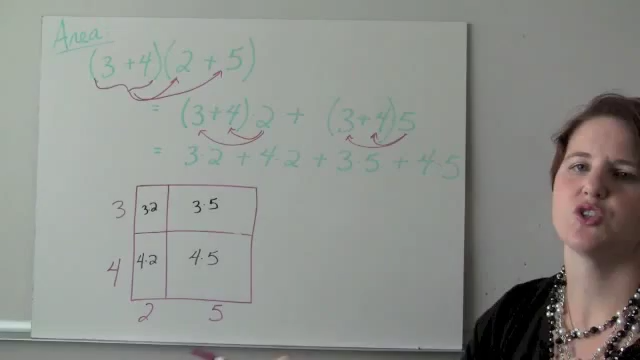 Area:
(3+4)(2+5)
= (3+4)2 + (3+4)5
= 3·2+4·2+3·5+4·5
3 3·2 3·5
4 4·2 4·5
2 5